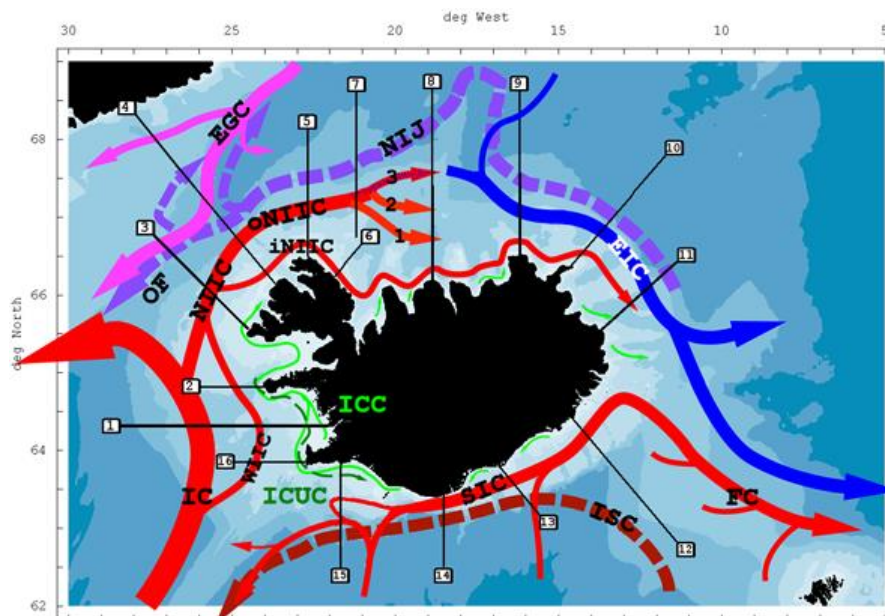 deg West
30 25 20 15 10 5
deg North
68
66
64
62
EGC
NIJ
oNIIC
iNIIC
NIIC
OF
EIC
3
2
1
IC
WIIC
ICC
ICUC
SIC
ISC
FC
1
2
3
4
5
6
7
8
9
10
11
12
13
14
15
16